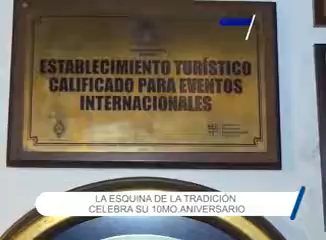 ESTABLECIMIENTO TURÍSTICO
CALIFICADO PARA EVENTOS
INTERNACIONALES
LA ESQUINA DE LA TRADICIÓN
CELEBRA SU 10MO.ANIVERSARIO